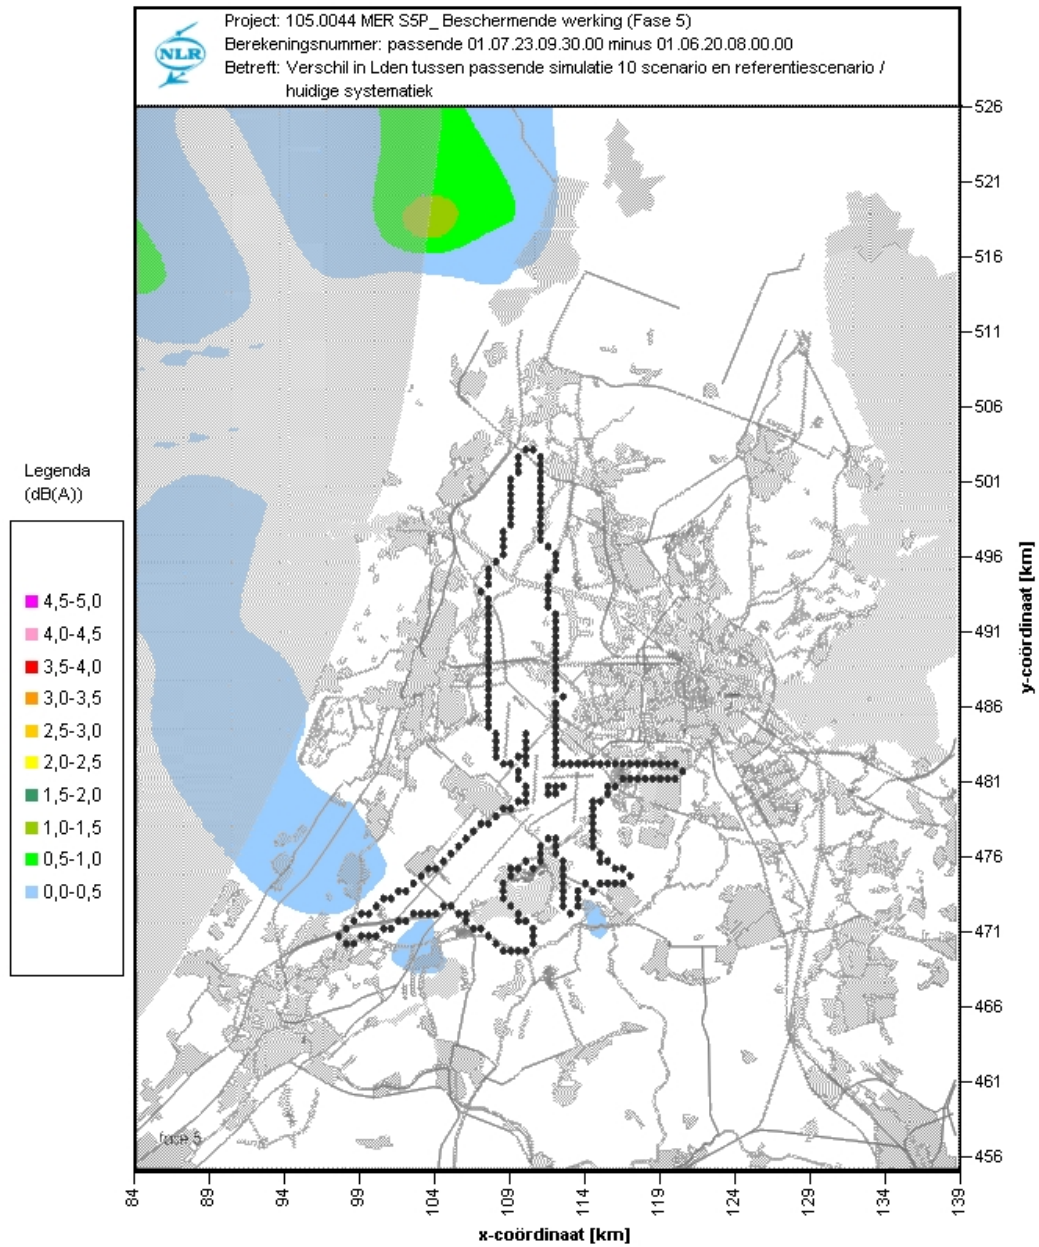 Project: 105.0044 MER S5P_ Beschermende werking (Fase 5)
Berekeningsnummer: passende 01.07.23.09.30.00 minus 01.06.20.08.00.00
Betreft: Verschil in Lden tussen passende simulatie 10 scenario en referentiescenario /
huidige systematiek
NLR
526
521
516
511
506
501
496
491
486
481
476
471
466
461
456
y-coördinaat [km]
Legenda
(dB(A))
4,5-5,0
4,0-4,5
3,5-4,0
3,0-3,5
2,5-3,0
2,0-2,5
1,5-2,0
1,0-1,5
0,5-1,0
0,0-0,5
fase 5
84 89 94 99 104 109 114 119 124 129 134 139
x-coördinaat [km]